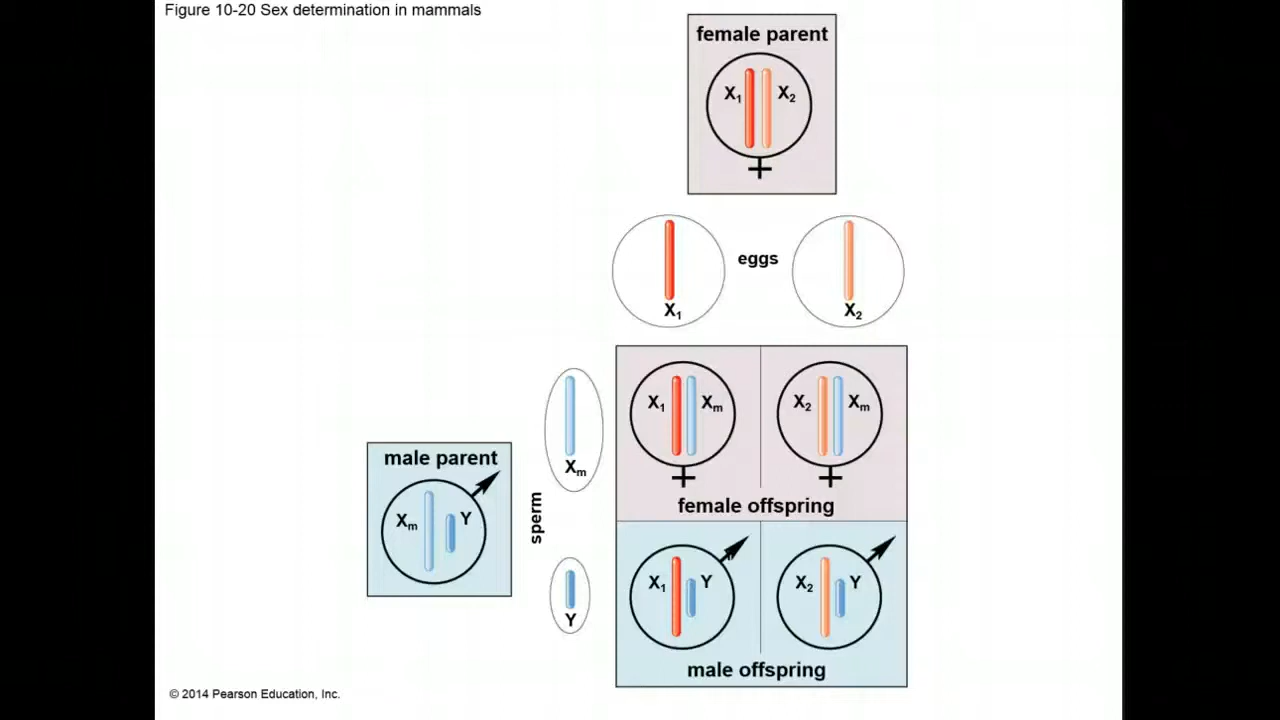 Figure 10-20 Sex determination in mammals
female parent
X1 X2
eggs
X1 X2
Xm
X1 Xm X2 Xm
female offspring
male parent
Xm Y
sperm
Y
X1 Y X2 Y
male offspring
© 2014 Pearson Education, Inc.